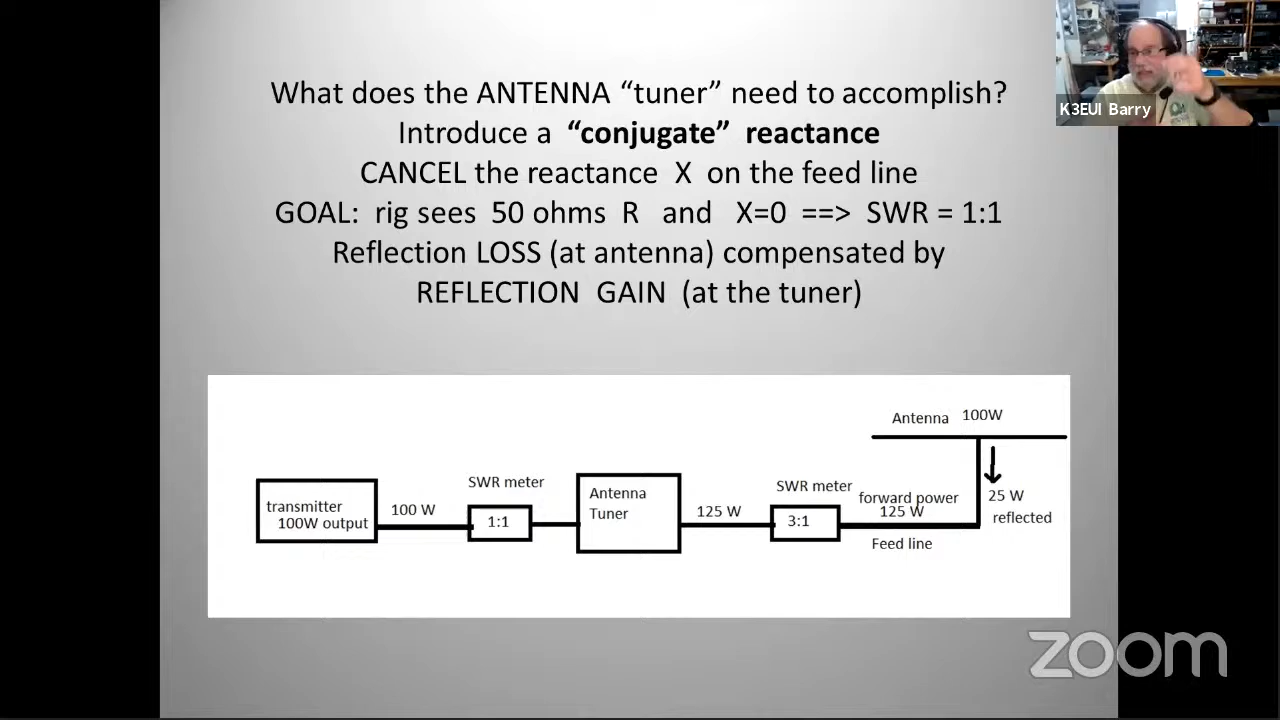 What does the ANTENNA “tuner” need to accomplish?
Introduce a “conjugate” reactance
CANCEL the reactance X on the feed line
GOAL: rig sees 50 ohms R and X=0 ==> SWR = 1:1
Reflection LOSS (at antenna) compensated by
REFLECTION GAIN (at the tuner)
K3EUI Barry
Antenna 100W
transmitter
100W output
100 W
SWR meter
1:1
Antenna
Tuner
125 W
SWR meter
3:1
forward power
125 W
Feed line
25 W
reflected
zoom